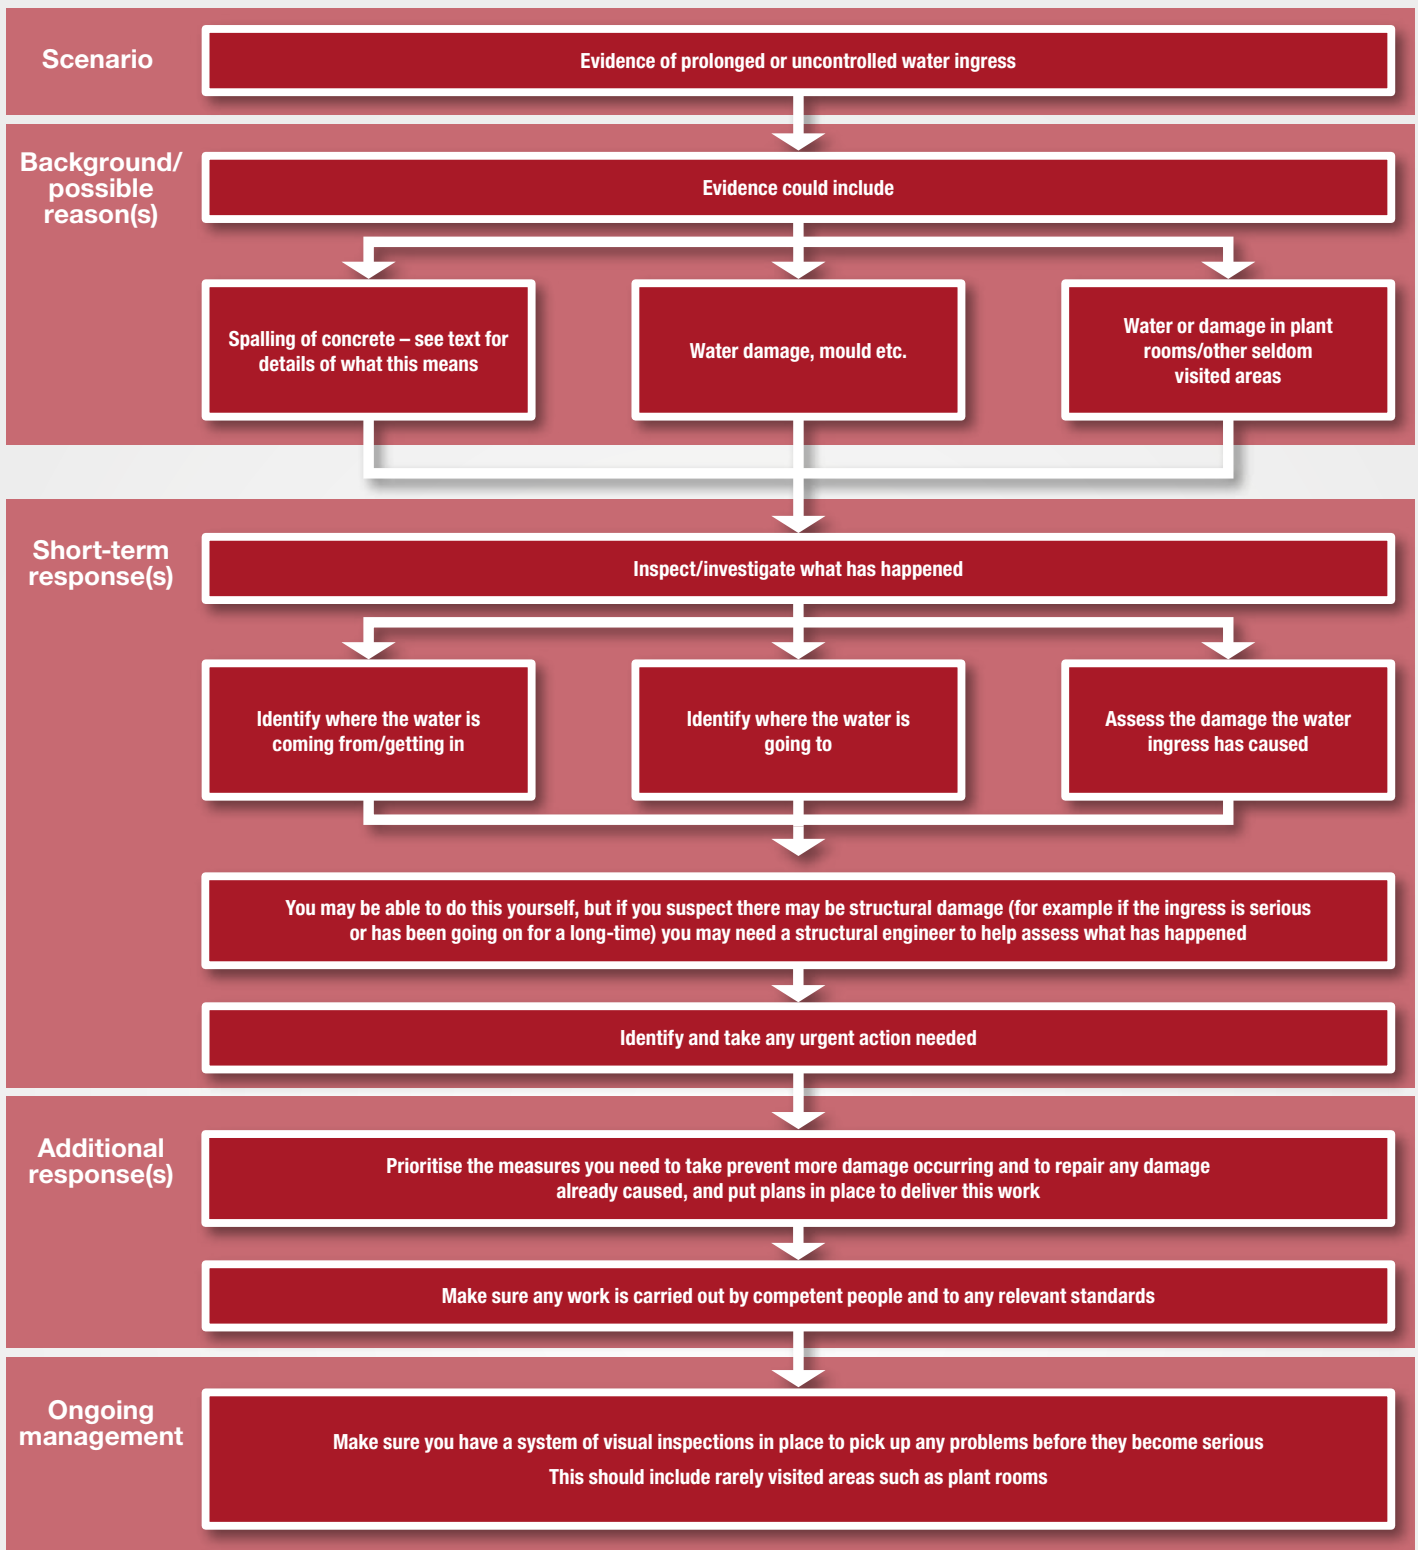 Scenario
Evidence of prolonged or uncontrolled water ingress
Background/
possible
reason(s)
Evidence could include
Spalling of concrete – see text for
details of what this means
Water damage, mould etc.
Water or damage in plant
rooms/other seldom
visited areas
Short-term
response(s)
Inspect/investigate what has happened
Identify where the water is
coming from/getting in
Identify where the water is
going to
Assess the damage the water
ingress has caused
You may be able to do this yourself, but if you suspect there may be structural damage (for example if the ingress is serious
or has been going on for a long-time) you may need a structural engineer to help assess what has happened
Identify and take any urgent action needed
Additional
response(s)
Prioritise the measures you need to take prevent more damage occurring and to repair any damage
already caused, and put plans in place to deliver this work
Make sure any work is carried out by competent people and to any relevant standards
Ongoing
management
Make sure you have a system of visual inspections in place to pick up any problems before they become serious
This should include rarely visited areas such as plant rooms